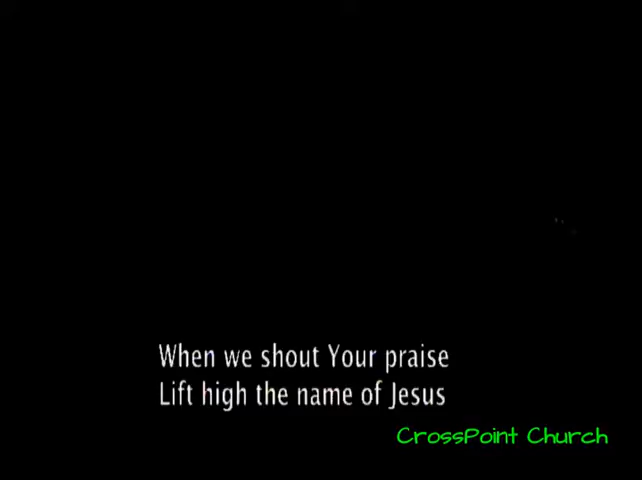 When we shout Your praise
Lift high the name of Jesus
CrossPoint Church